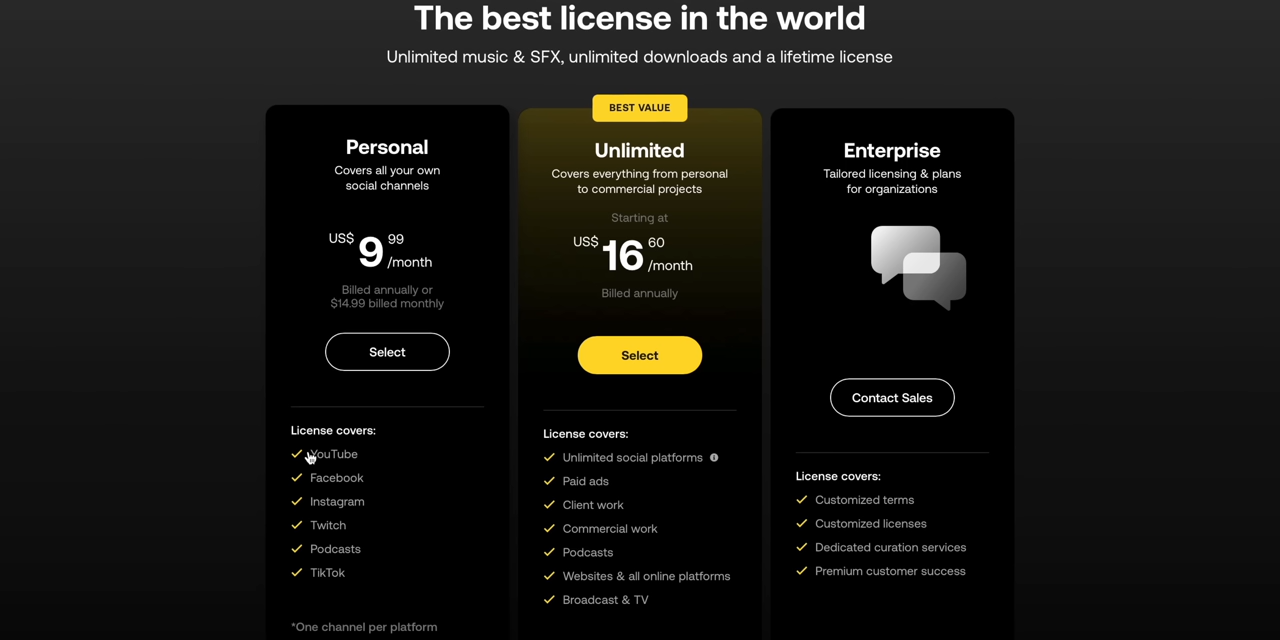 The best license in the world
Unlimited music & SFX, unlimited downloads and a lifetime license
Personal
Covers all your own
social channels
US$ 9 99
/month
Billed annually or
$14.99 billed monthly
Select
License covers:
YouTube
Facebook
Instagram
Twitch
Podcasts
TikTok
*One channel per platform
BEST VALUE
Unlimited
Covers everything from personal
to commercial projects
Starting at
US$ 16 60
/month
Billed annually
Select
License covers:
Unlimited social platforms
Paid ads
Client work
Commercial work
Podcasts
Websites & all online platforms
Broadcast & TV
Enterprise
Tailored licensing & plans
for organizations
Contact Sales
License covers:
Customized terms
Customized licenses
Dedicated curation services
Premium customer success